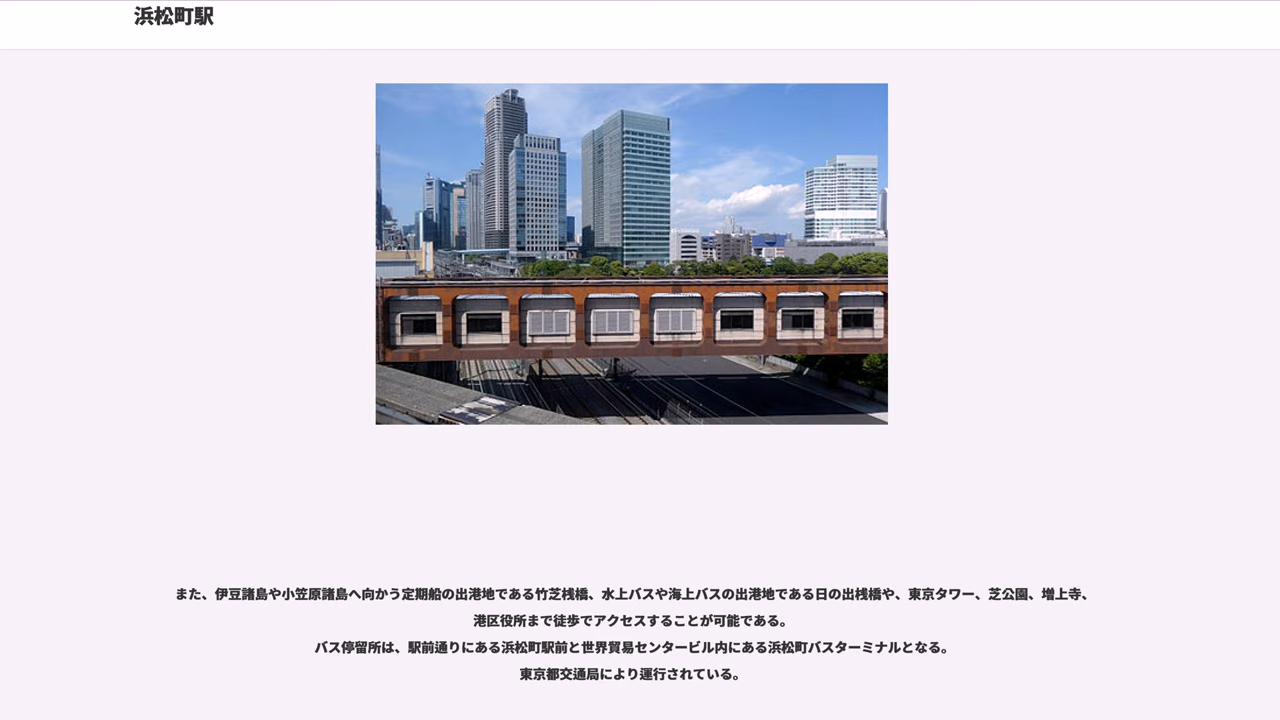 浜松町駅
また、伊豆諸島や小笠原諸島へ向かう定期船の出港地である竹芝桟橋、水上バスや海上バスの出港地である日の出桟橋や、東京タワー、芝公園、増上寺、
港区役所まで徒歩でアクセスすることが可能である。
バス停留所は、駅前通りにある浜松町駅前と世界貿易センタービル内にある浜松町バスターミナルとなる。
東京都交通局により運行されている。